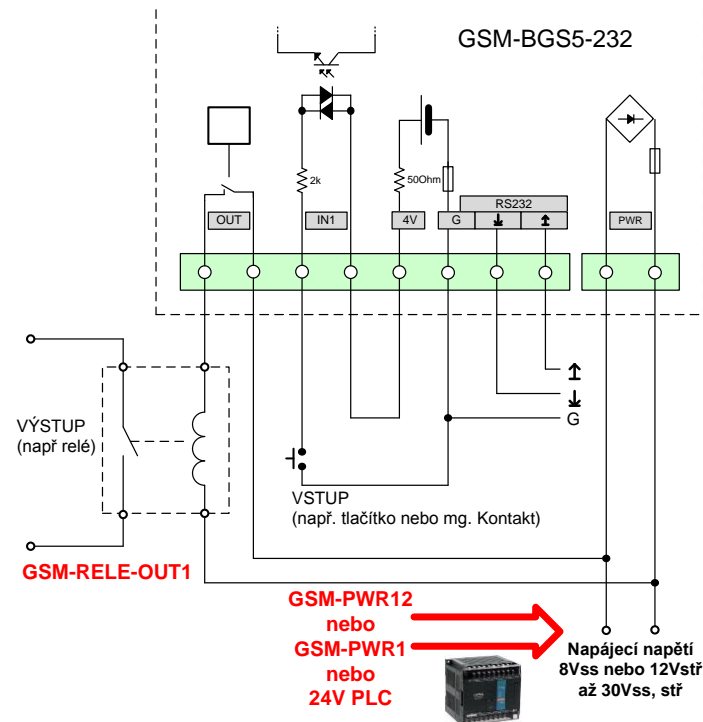 GSM-BGS5-232
2k
50Ohm
RS232
OUT
IN1
4V
G
PWR
G
VÝSTUP
(např relé)
VSTUP
(např. tlačítko nebo mg. Kontakt)
GSM-RELE-OUT1
GSM-PWR12
nebo
GSM-PWR1
nebo
24V PLC
Napájecí napětí
8Vss nebo 12Vstř
až 30Vss, stř